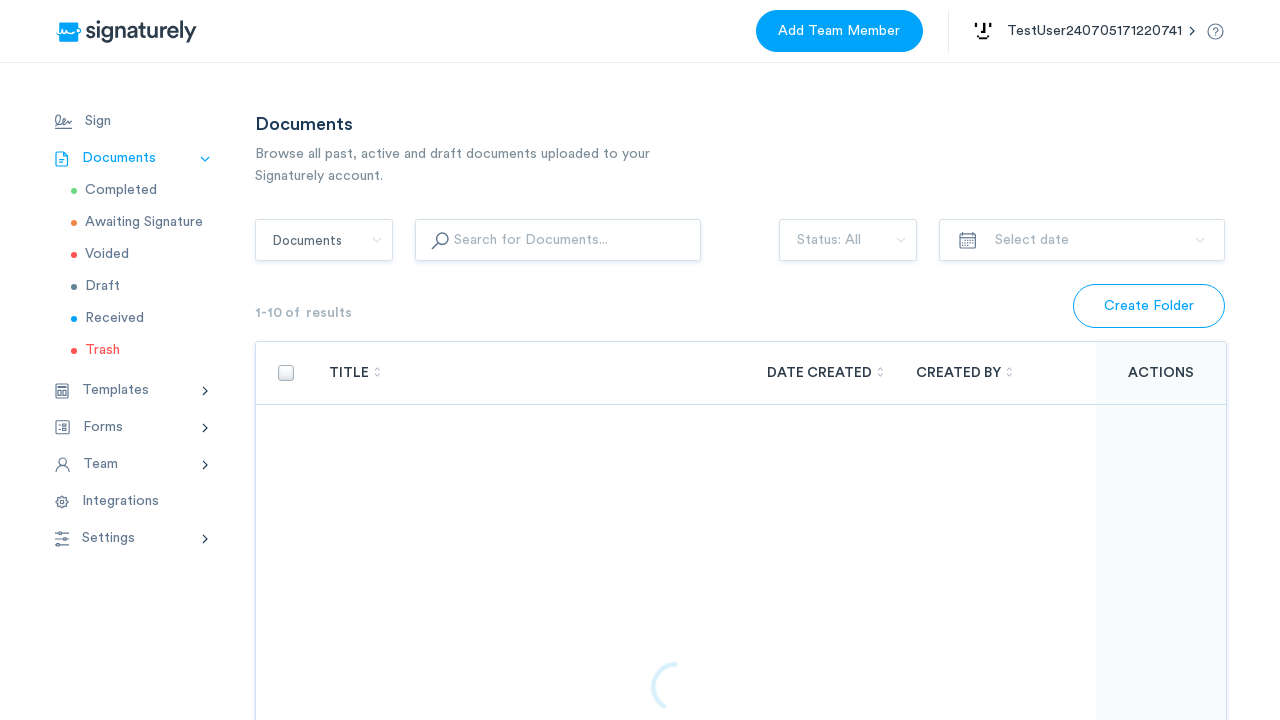 signaturely
Add Team Member
TestUser240705171220741
Sign
Documents
Completed
Awaiting Signature
Voided
Draft
Received
Trash
Templates
Forms
Team
Integrations
Settings
Documents
Browse all past, active and draft documents uploaded to your
Signaturely account.
Documents
Search for Documents...
Status: All
Select date
1-10 of results
Create Folder
TITLE
DATE CREATED
CREATED BY
ACTIONS